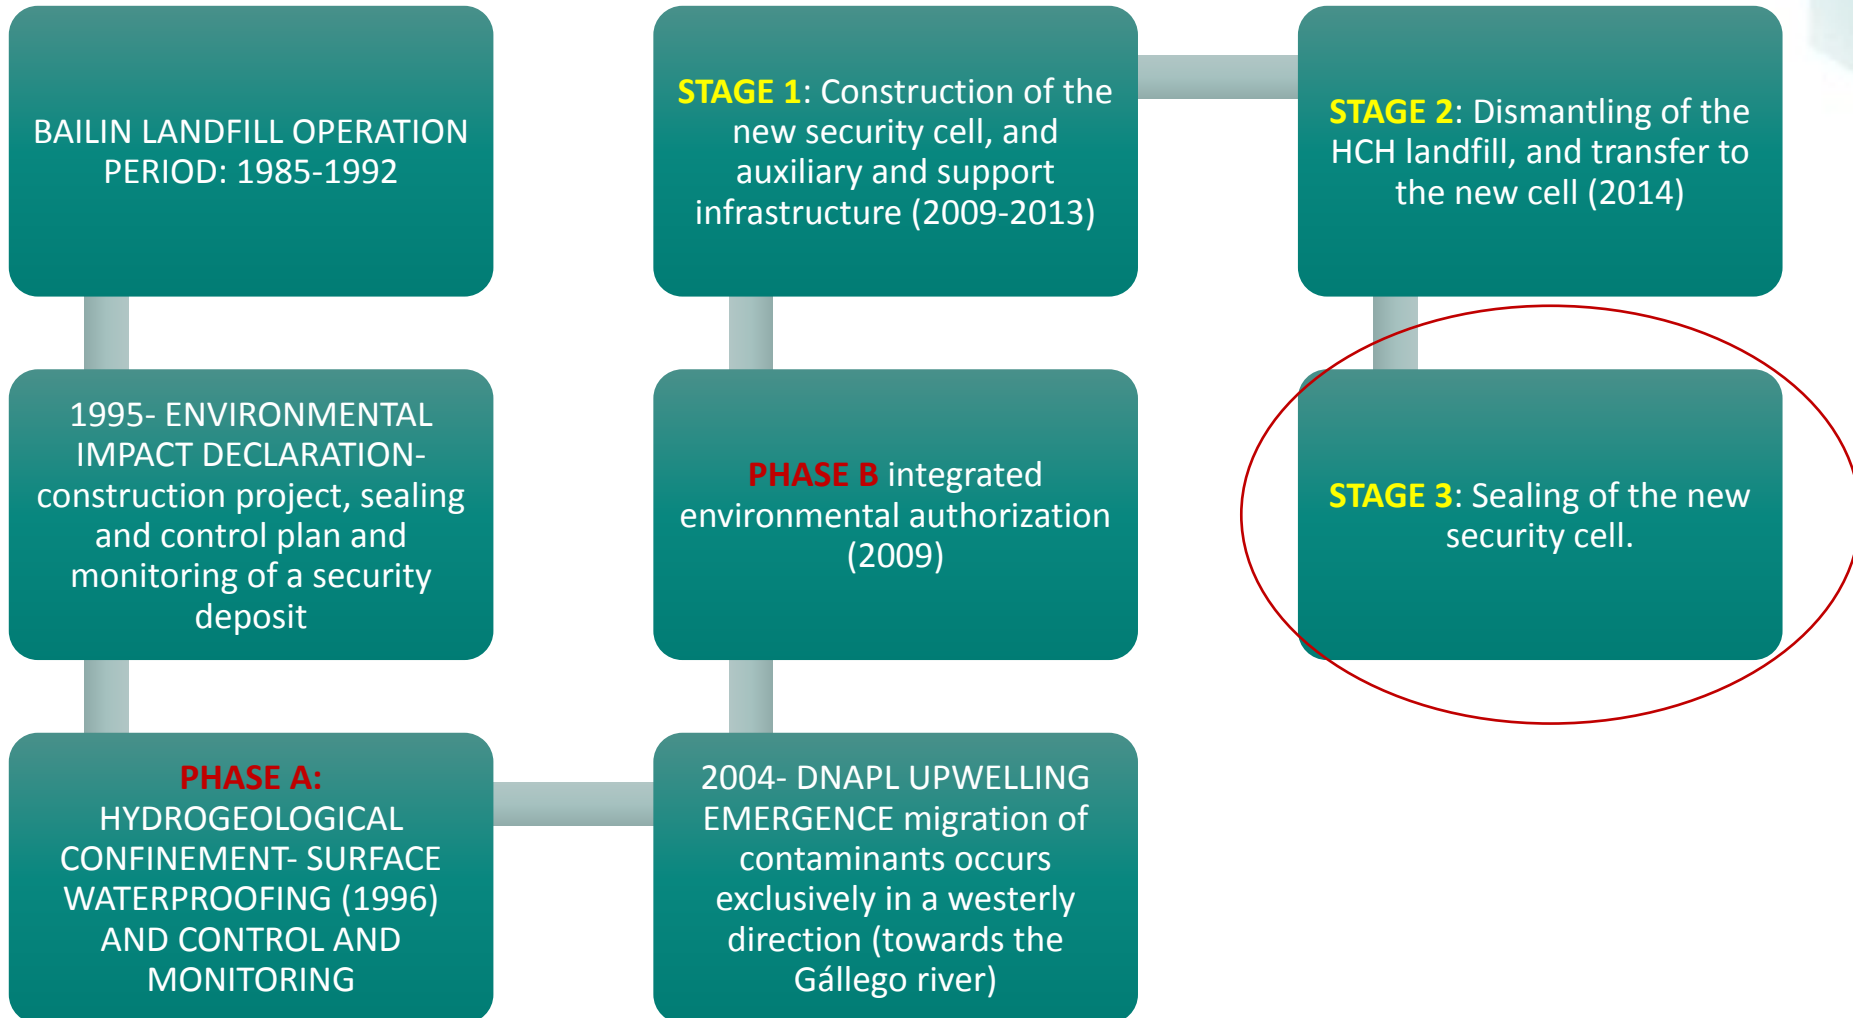 BAILIN LANDFILL OPERATION
PERIOD: 1985-1992
1995- ENVIRONMENTAL
IMPACT DECLARATION-
construction project, sealing
and control plan and
monitoring of a security
deposit
PHASE A:
HYDROGEOLOGICAL
CONFINEMENT- SURFACE
WATERPROOFING (1996)
AND CONTROL AND
MONITORING
2004- DNAPL UPWELLING
EMERGENCE migration of
contaminants occurs
exclusively in a westerly
direction (towards the
Gállego river)
PHASE B integrated
environmental authorization
(2009)
STAGE 1: Construction of the
new security cell, and
auxiliary and support
infrastructure (2009-2013)
STAGE 2: Dismantling of the
HCH landfill, and transfer to
the new cell (2014)
STAGE 3: Sealing of the new
security cell.